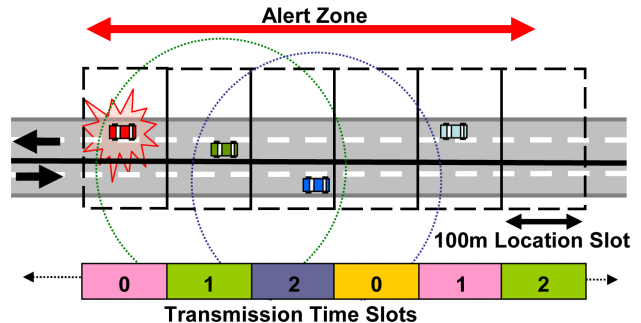 Alert Zone
100m Location Slot
0 1 2 0 1 2
Transmission Time Slots